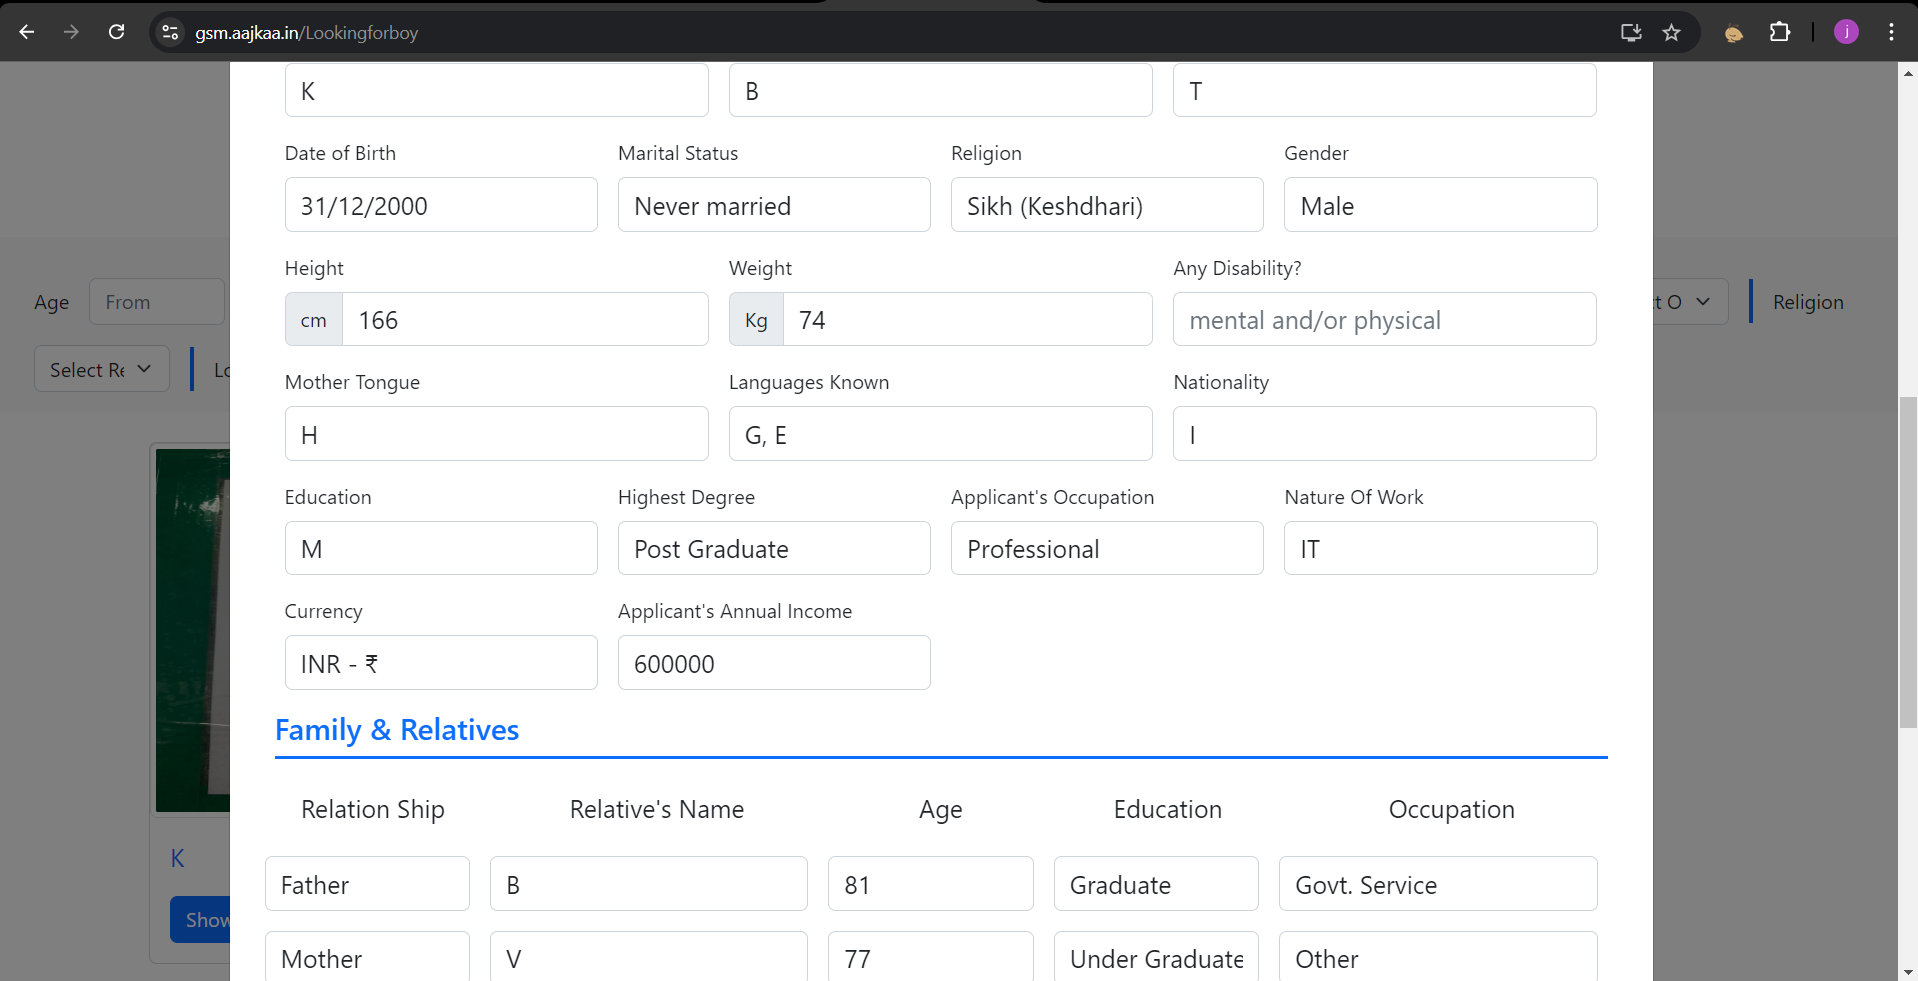 gsm.aajkaa.in/Lookingforboy
j
K B T
Date of Birth Marital Status Religion Gender
31/12/2000 Never married Sikh (Keshdhari) Male
Height Weight Any Disability?
Age From cm 166 Kg 74 mental and/or physical t O Religion
Select Re Lo
Mother Tongue Languages Known Nationality
H G, E I
Education Highest Degree Applicant's Occupation Nature Of Work
M Post Graduate Professional IT
Currency Applicant's Annual Income
INR - ₹ 600000
Family & Relatives
Relation Ship Relative's Name Age Education Occupation
K
Father B 81 Graduate Govt. Service
Show
Mother V 77 Under Graduate Other